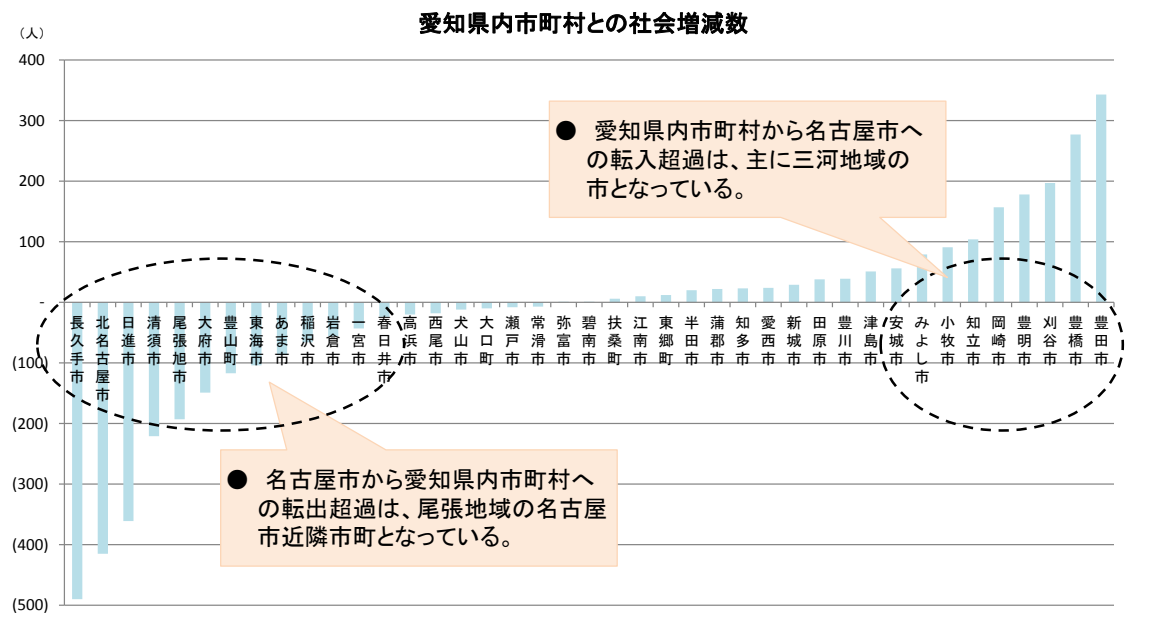 愛知県内市町村との社会増減数
（人）
400
300
200
100
-
(100)
(200)
(300)
(400)
(500)
● 愛知県内市町村から名古屋市へ
の転入超過は、主に三河地域の
市となっている。
長久手市
北名古屋市
日進市
清須市
尾張旭市
大府市
豊山町
東海市
あま市
稲沢市
岩倉市
一宮市
春日井市
高浜市
西尾市
犬山市
大口町
瀬戸市
常滑市
弥富市
碧南市
扶桑町
江南市
東郷町
半田市
蒲郡市
知多市
愛西市
新城市
田原市
豊川市
津島市
安城市
みよし市
小牧市
知立市
岡崎市
豊明市
刈谷市
豊橋市
豊田市
● 名古屋市から愛知県内市町村へ
の転出超過は、尾張地域の名古屋
市近隣市町となっている。